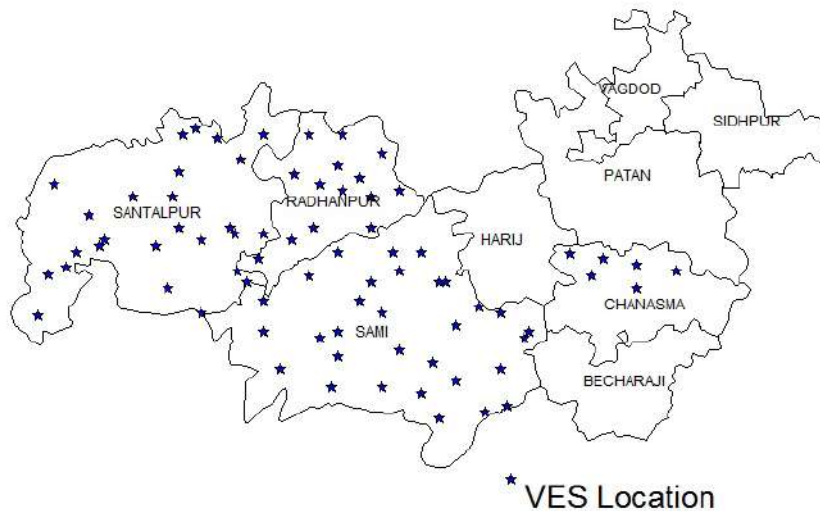 VAGDOD
SIDHPUR
PATAN
SANTALPUR
RADHANPUR
HARIJ
CHANASMA
SAMI
BECHARAJI
VES Location